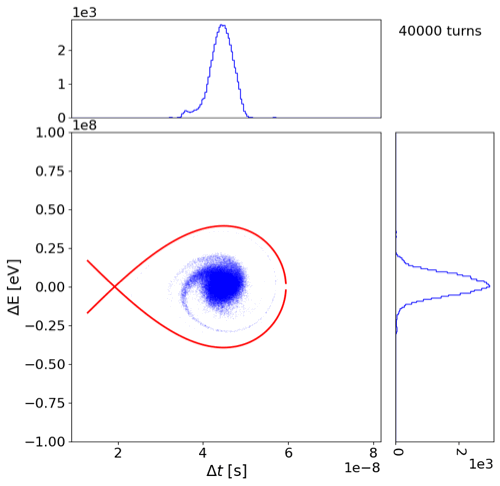 1e3
40000 turns
2
1
0
1e8
1.00
0.75
0.50
0.25
0.00
−0.25
−0.50
−0.75
−1.00
ΔE [eV]
2 4 6 8
Δt [s]
1e−8
0 2
1e3